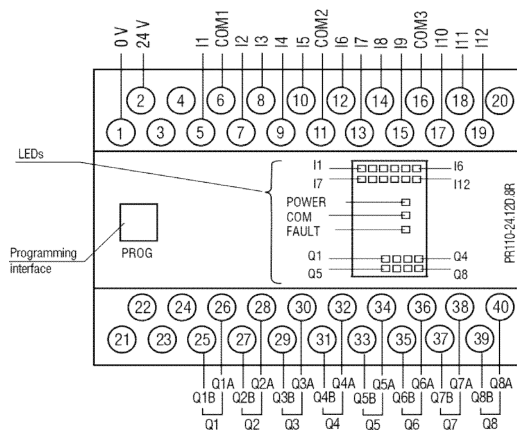 0 V 24 V I1 COM1 I2 I3 I4 I5 COM2 I6 I7 I8 I9 COM3 I10 I11 I12
2 4 6 8 10 12 14 16 18 20
1 3 5 7 9 11 13 15 17 19
LEDs
I1 I6
I7 I12
POWER
COM
FAULT
Q1 Q4
Q5 Q8
PR110-24.12D.8R
Programming
interface
PROG
22 24 26 28 30 32 34 36 38 40
21 23 25 27 29 31 33 35 37 39
Q1A Q2A Q3A Q4A Q5A Q6A Q7A Q8A
Q1B Q2B Q3B Q4B Q5B Q6B Q7B Q8B
Q1 Q2 Q3 Q4 Q5 Q6 Q7 Q8